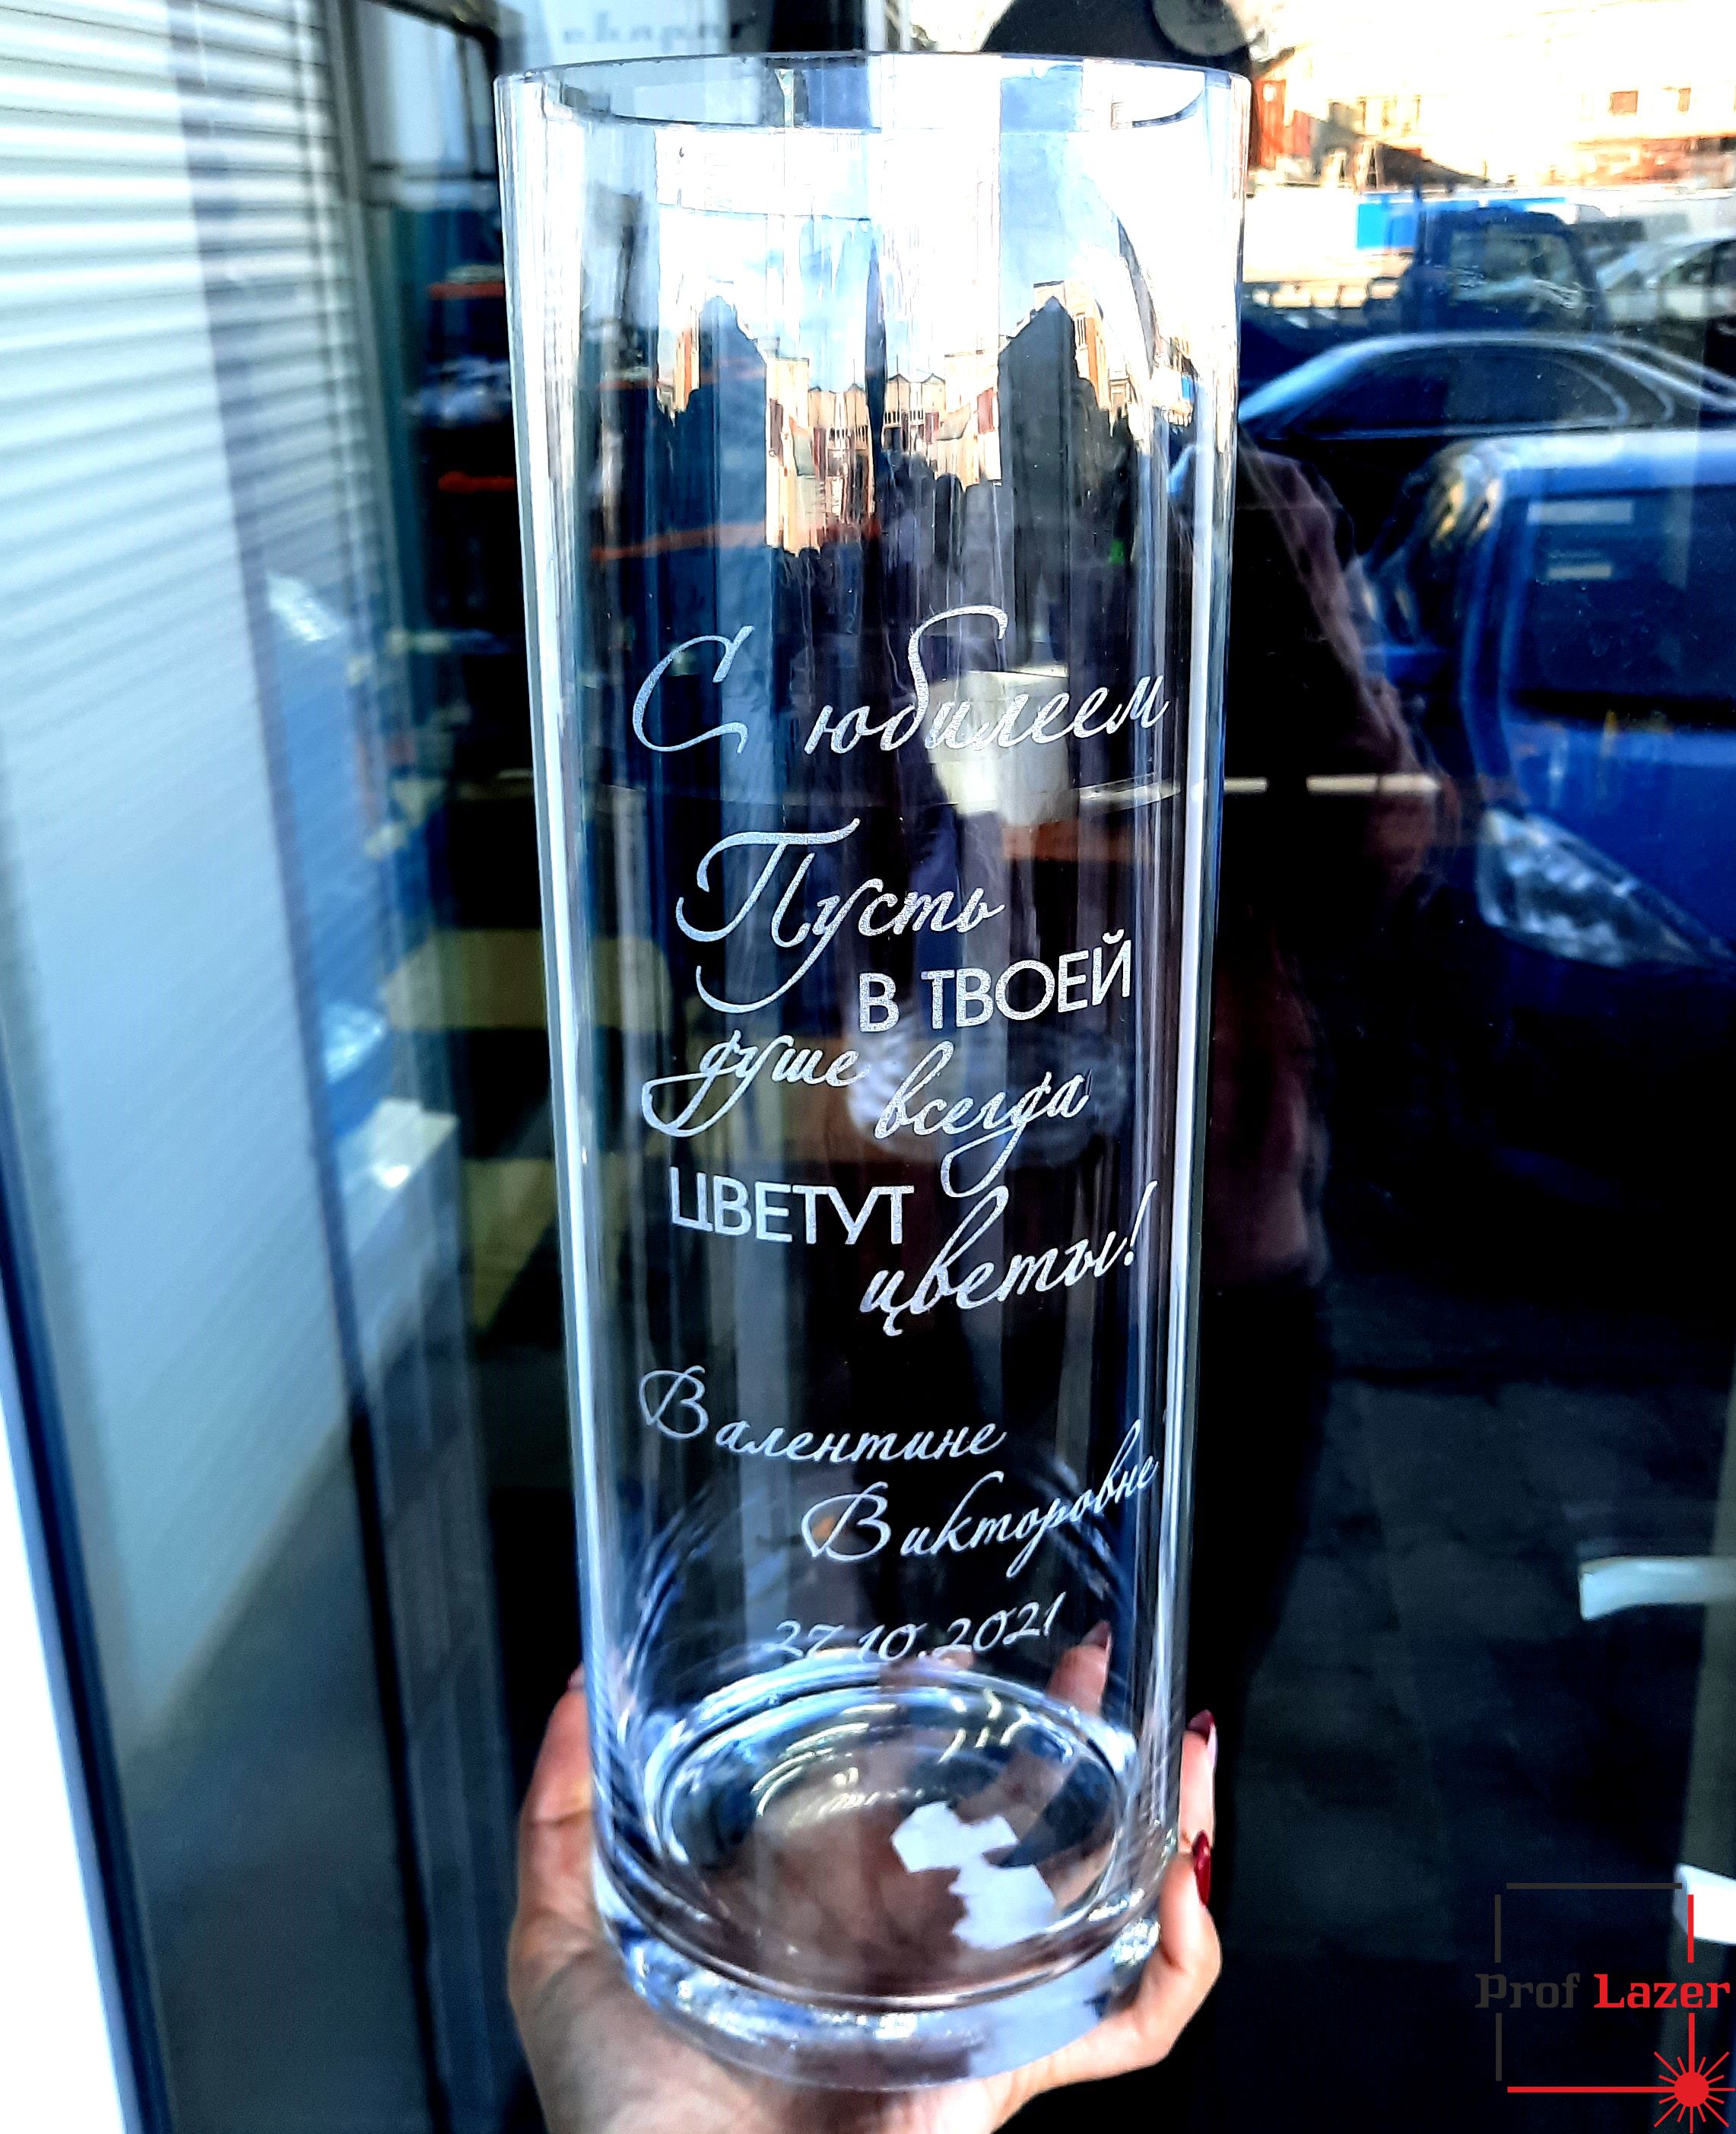 С юбилеем
Пусть
В ТВОЕЙ
душе всегда
ЦВЕТУТ
цветы!
Валентине
Викторовне
27.10.2021
Prof Lazer